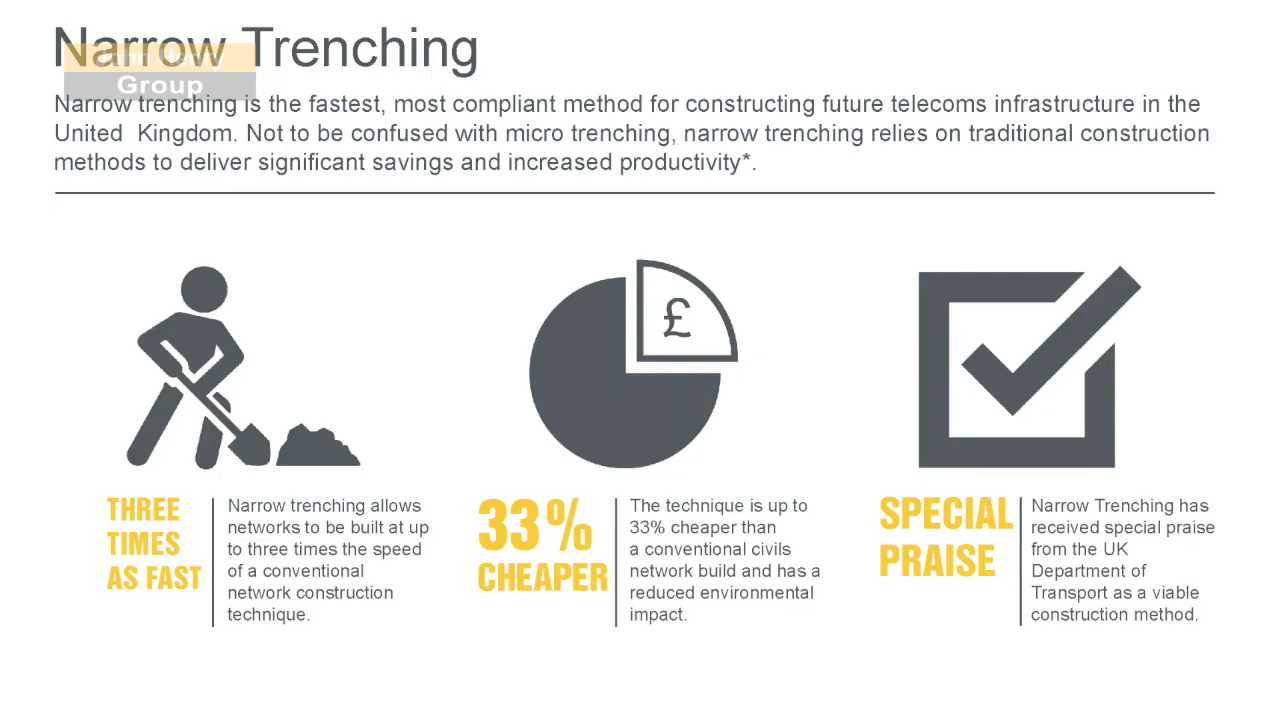 Narrow Trenching
John Henry
Group
Narrow trenching is the fastest, most compliant method for constructing future telecoms infrastructure in the
United Kingdom. Not to be confused with micro trenching, narrow trenching relies on traditional construction
methods to deliver significant savings and increased productivity*.
£
THREE
TIMES
AS FAST
Narrow trenching allows
networks to be built at up
to three times the speed
of a conventional
network construction
technique.
33%
CHEAPER
The technique is up to
33% cheaper than
a conventional civils
network build and has a
reduced environmental
impact.
SPECIAL
PRAISE
Narrow Trenching has
received special praise
from the UK
Department of
Transport as a viable
construction method.